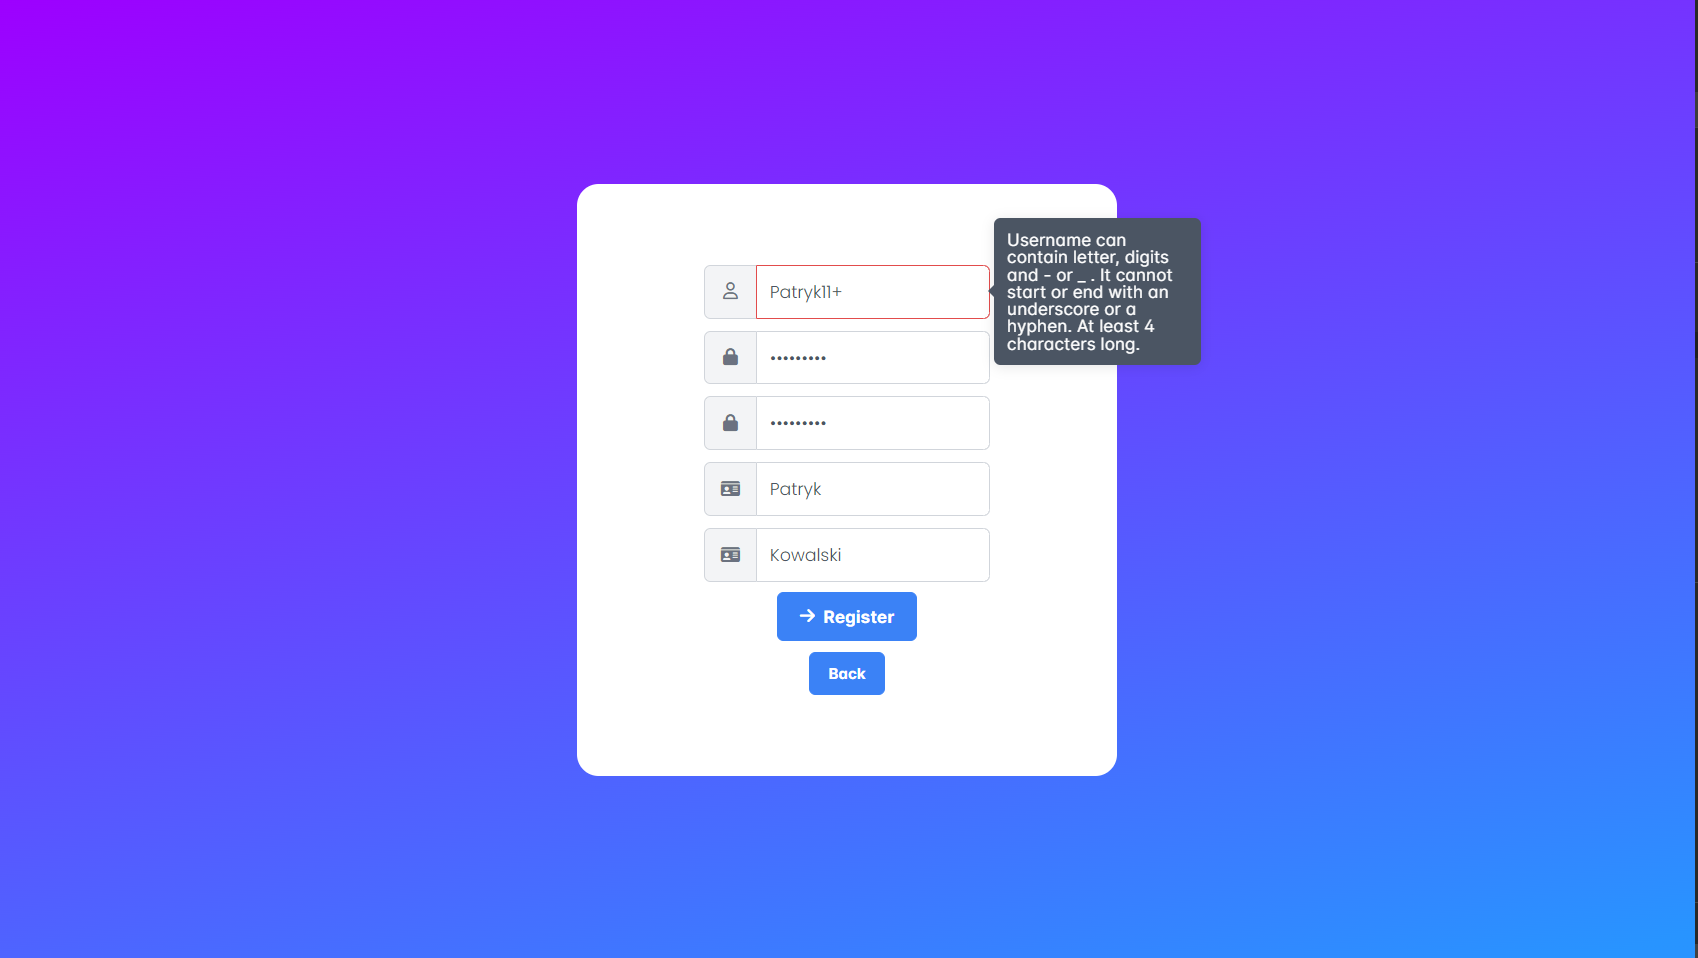 Username can
contain letter, digits
and - or _ . It cannot
start or end with an
underscore or a
hyphen. At least 4
characters long.
Patryk11+
•••••••••
•••••••••
Patryk
Kowalski
Register
Back